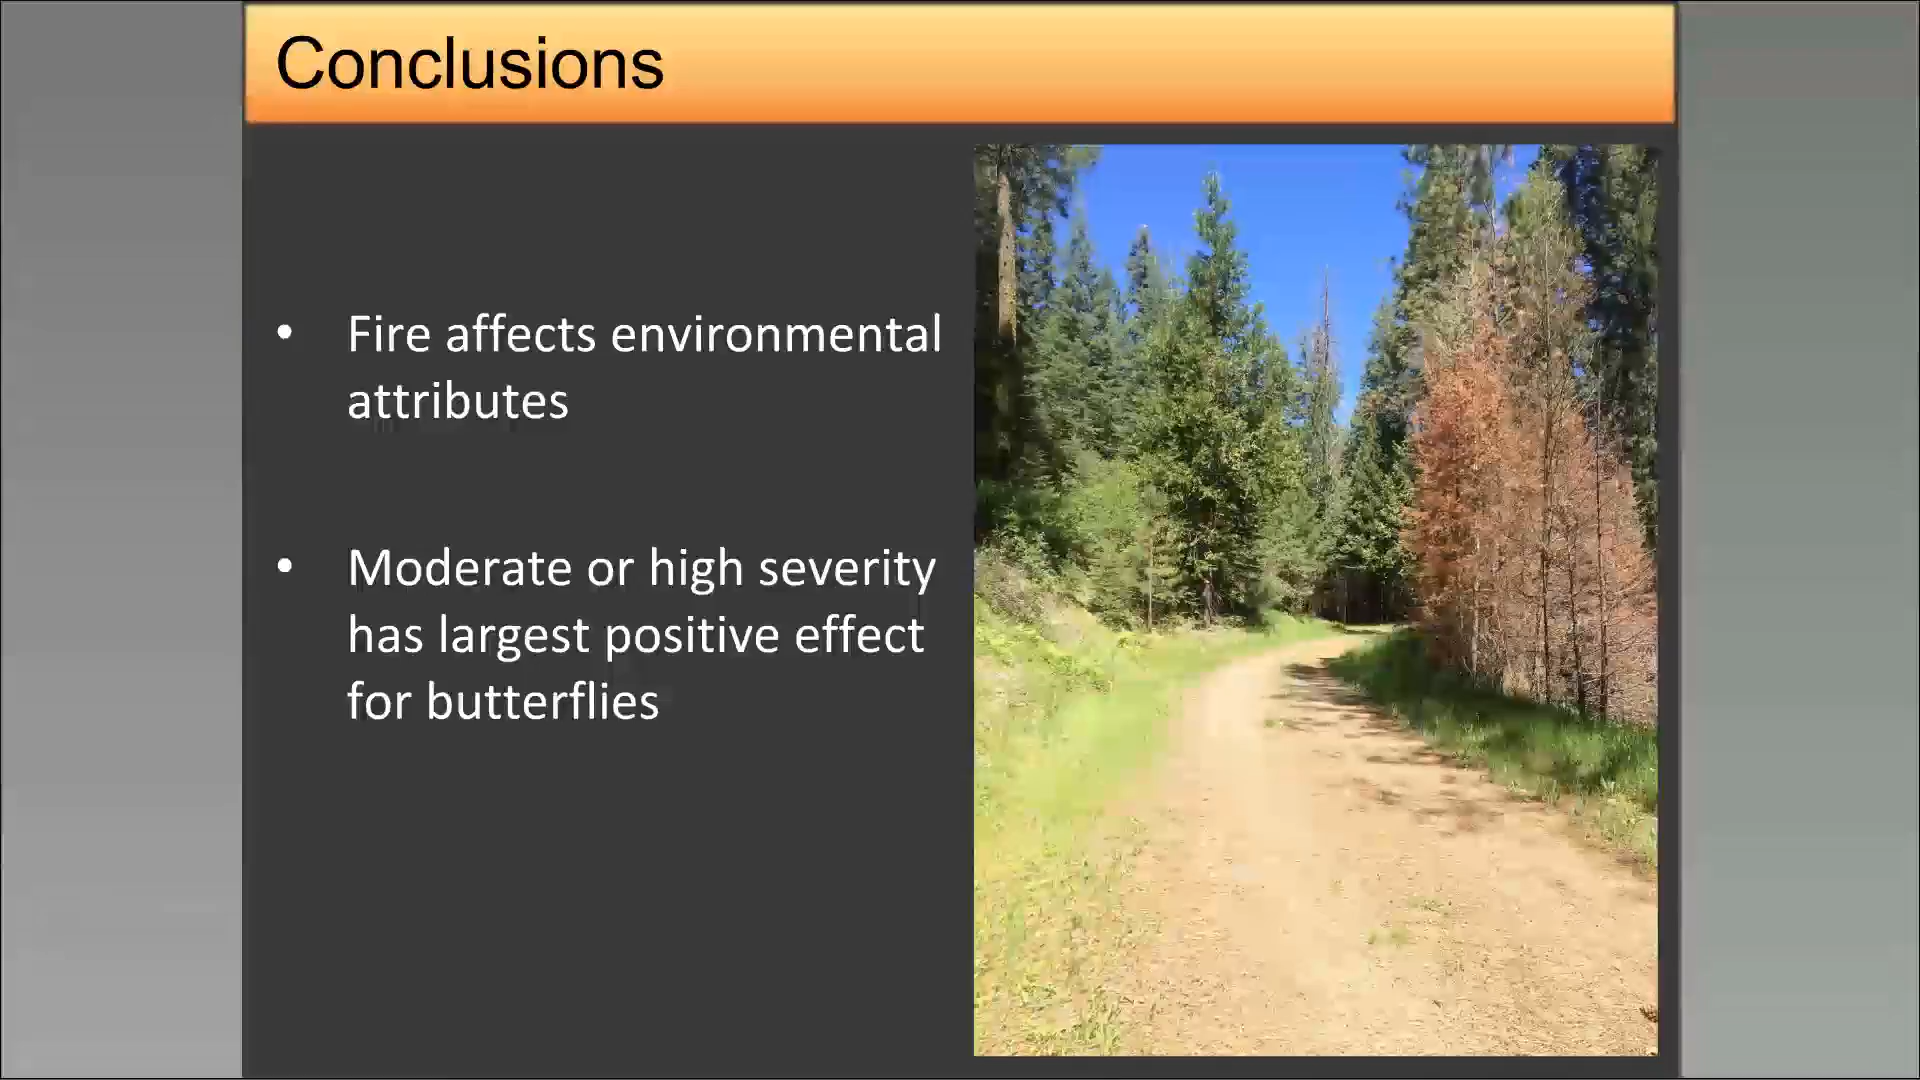 Conclusions
• Fire affects environmental
attributes
• Moderate or high severity
has largest positive effect
for butterflies